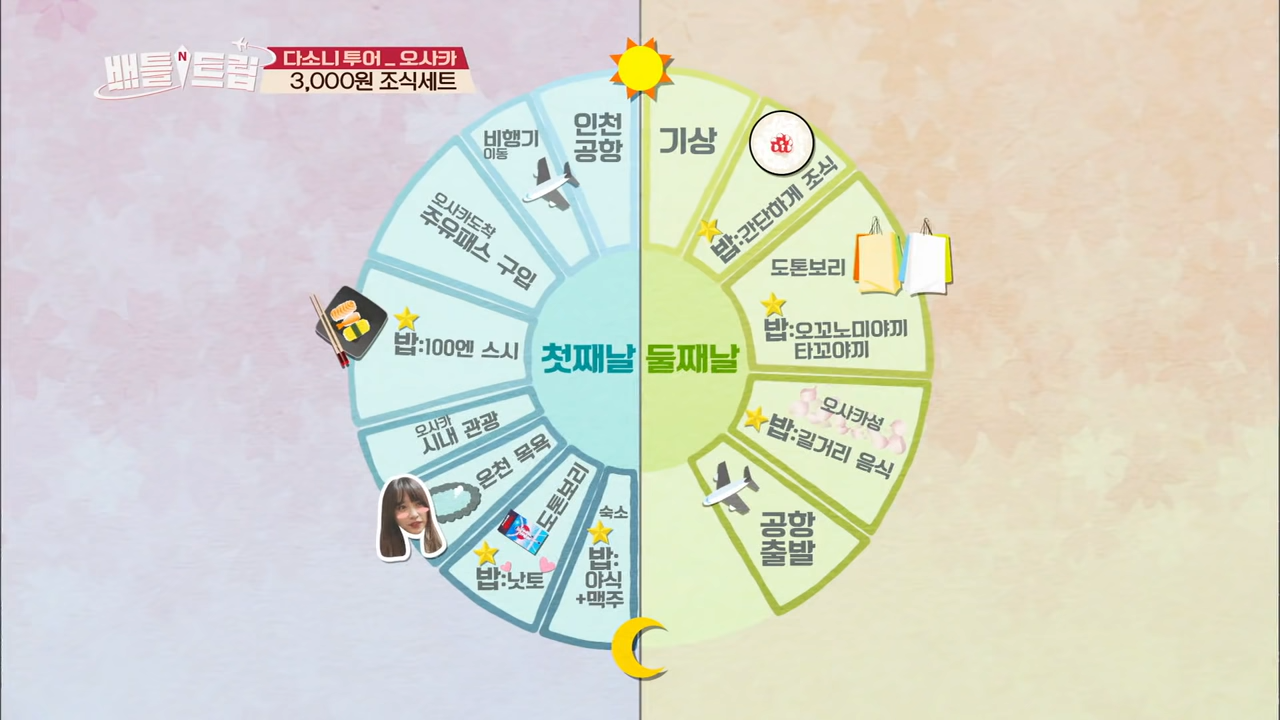 배틀 N 트립
다소니 투어 _ 오사카
3,000원 조식세트
인천
공항
비행기
이동
오사카도착
주유패스 구입
밥:100엔 스시
오사카
시내 관광
온천 목욕
도톤보리
밥:낫토
숙소
밥:
야식
+맥주
첫째날
둘째날
기상
밥:간단하게 조식
도톤보리
밥:오꼬노미야끼
타꼬야끼
오사카성
밥:길거리 음식
공항
출발